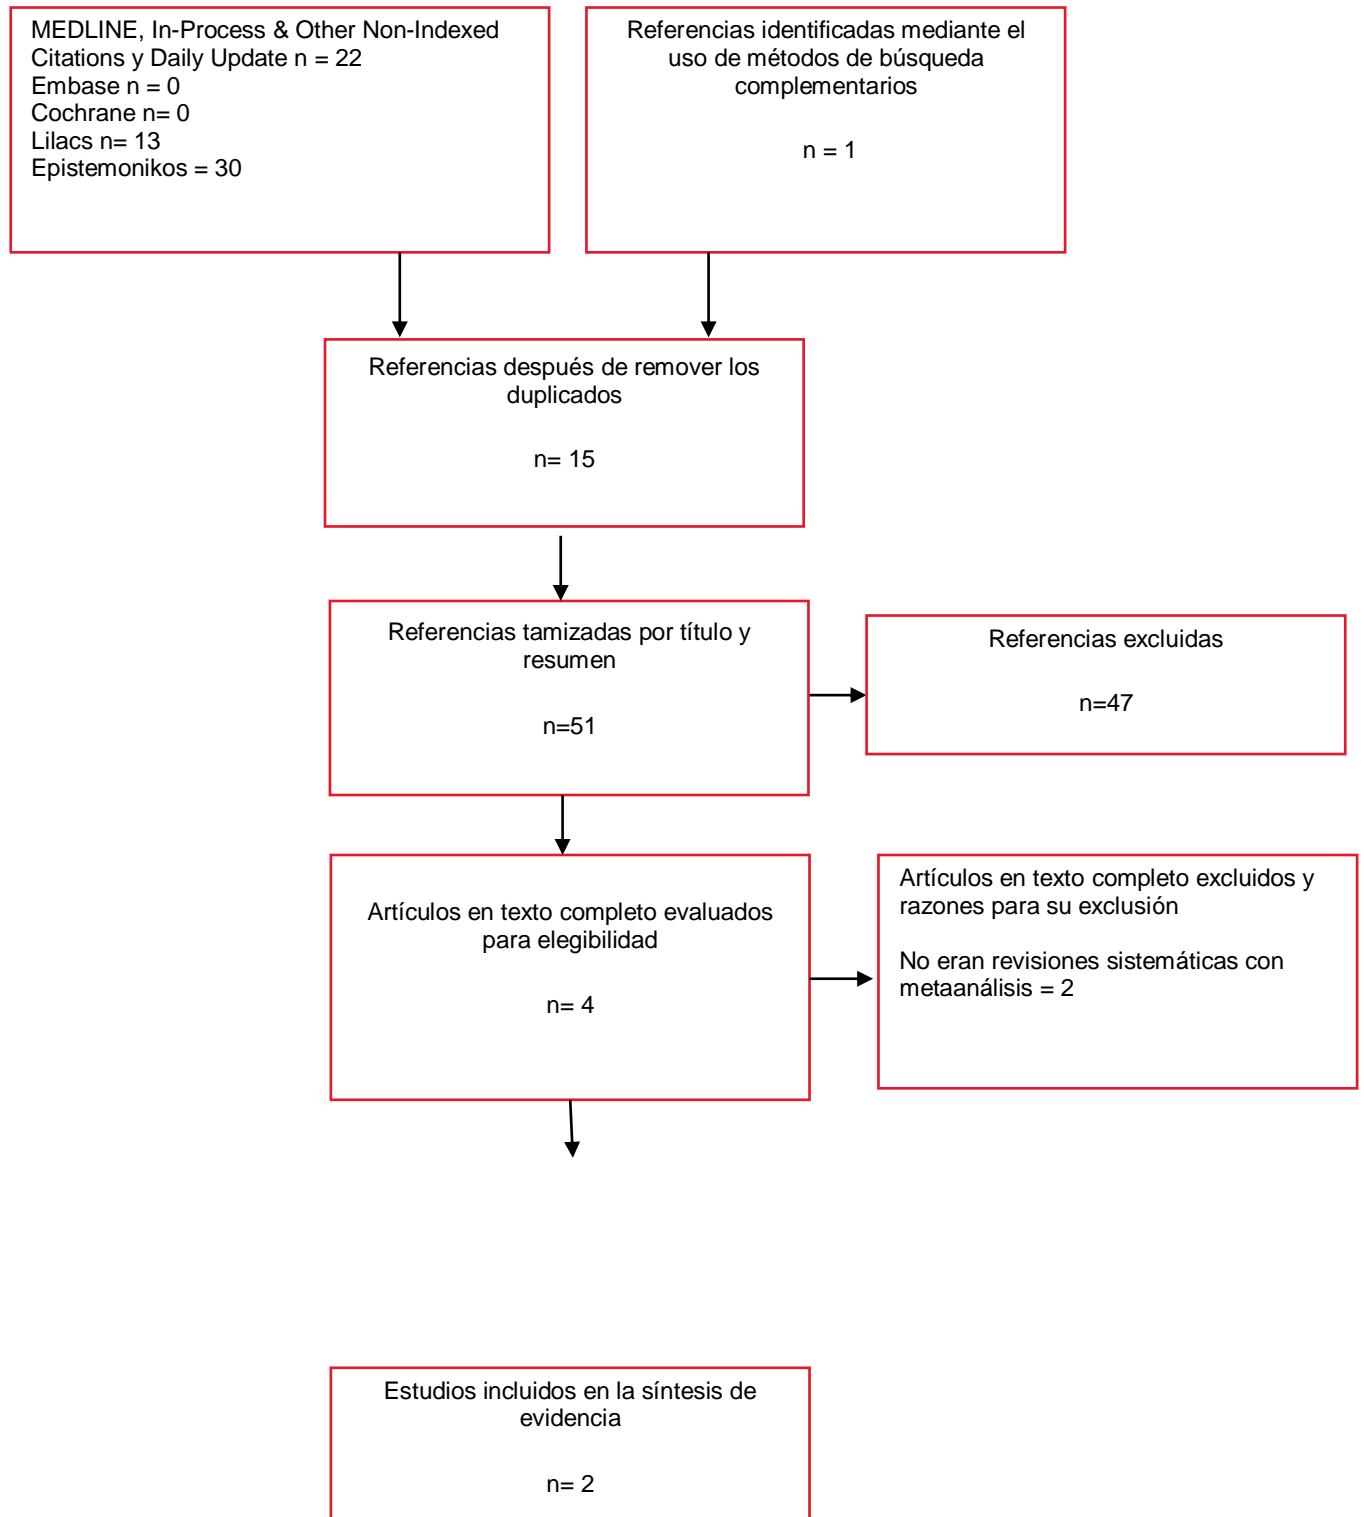 MEDLINE, In-Process & Other Non-Indexed
Citations y Daily Update n = 22
Embase n = 0
Cochrane n= 0
Lilacs n= 13
Epistemonikos = 30
Referencias identificadas mediante el
uso de métodos de búsqueda
complementarios
n = 1
Referencias después de remover los
duplicados
n= 15
Referencias tamizadas por título y
resumen
n=51
Referencias excluidas
n=47
Artículos en texto completo evaluados
para elegibilidad
n= 4
Artículos en texto completo excluidos y
razones para su exclusión
No eran revisiones sistemáticas con
metaanálisis = 2
Estudios incluidos en la síntesis de
evidencia
n= 2